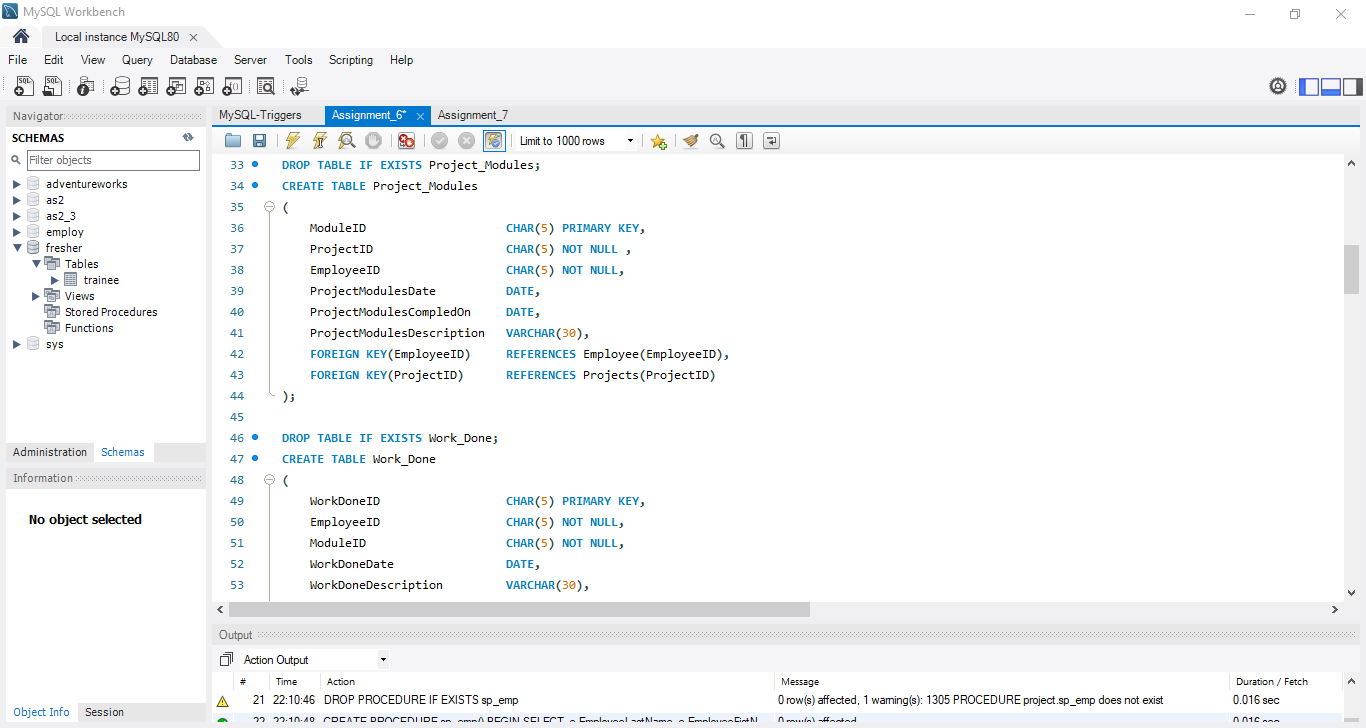 MySQL Workbench
Local instance MySQL80
File Edit View Query Database Server Tools Scripting Help
Navigator
SCHEMAS
Filter objects
adventureworks
as2
as2_3
employ
fresher
Tables
trainee
Views
Stored Procedures
Functions
sys
Administration Schemas
Information
No object selected
Object Info Session
MySQL-Triggers Assignment_6* Assignment_7
Limit to 1000 rows
33 DROP TABLE IF EXISTS Project_Modules;
34 CREATE TABLE Project_Modules
35 (
36 ModuleID CHAR(5) PRIMARY KEY,
37 ProjectID CHAR(5) NOT NULL ,
38 EmployeeID CHAR(5) NOT NULL,
39 ProjectModulesDate DATE,
40 ProjectModulesCompledOn DATE,
41 ProjectModulesDescription VARCHAR(30),
42 FOREIGN KEY(EmployeeID) REFERENCES Employee(EmployeeID),
43 FOREIGN KEY(ProjectID) REFERENCES Projects(ProjectID)
44 );
45
46 DROP TABLE IF EXISTS Work_Done;
47 CREATE TABLE Work_Done
48 (
49 WorkDoneID CHAR(5) PRIMARY KEY,
50 EmployeeID CHAR(5) NOT NULL,
51 ModuleID CHAR(5) NOT NULL,
52 WorkDoneDate DATE,
53 WorkDoneDescription VARCHAR(30),
Output
Action Output
# Time Action Message Duration / Fetch
21 22:10:46 DROP PROCEDURE IF EXISTS sp_emp 0 row(s) affected, 1 warning(s): 1305 PROCEDURE project.sp_emp does not exist 0.016 sec
22 22:10:48 CREATE PROCEDURE sp_emp() BEGIN SELECT 0 row(s) affected 0.016 sec